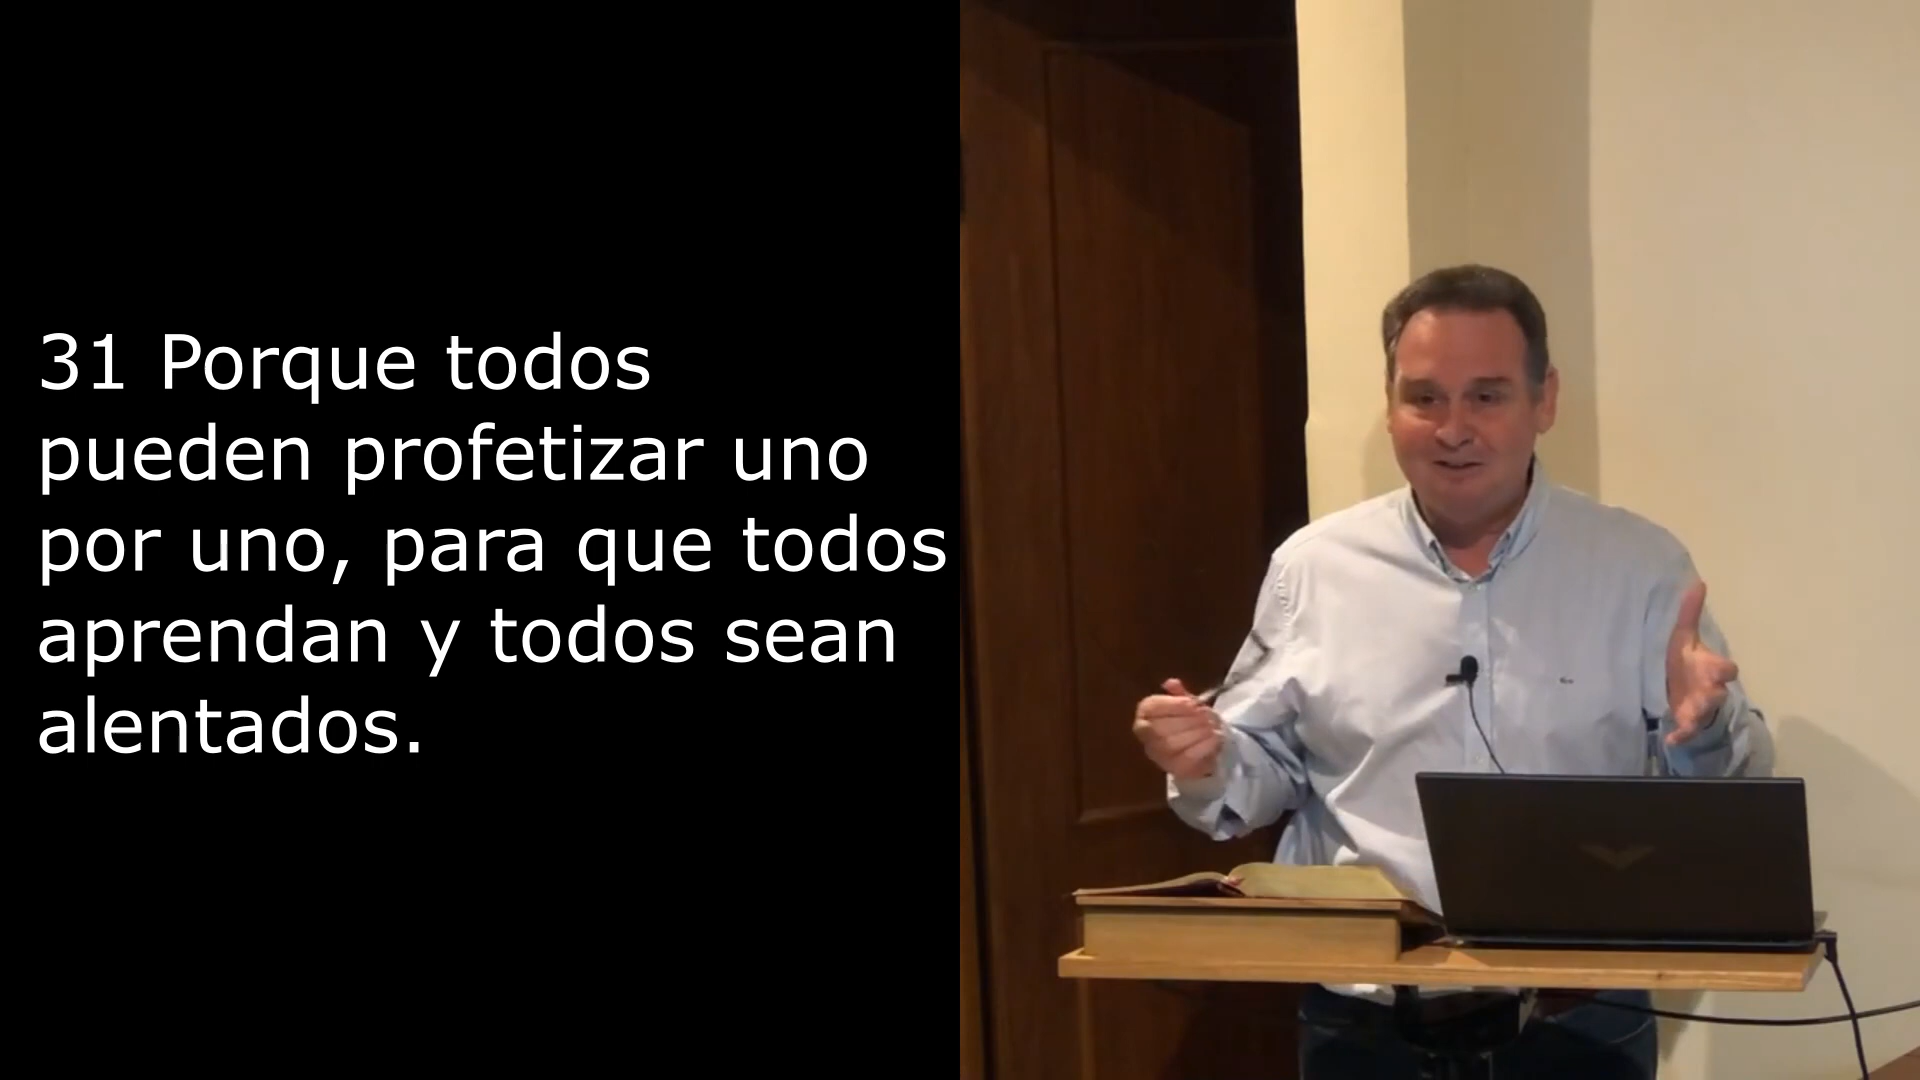 31 Porque todos
pueden profetizar uno
por uno, para que todos
aprendan y todos sean
alentados.